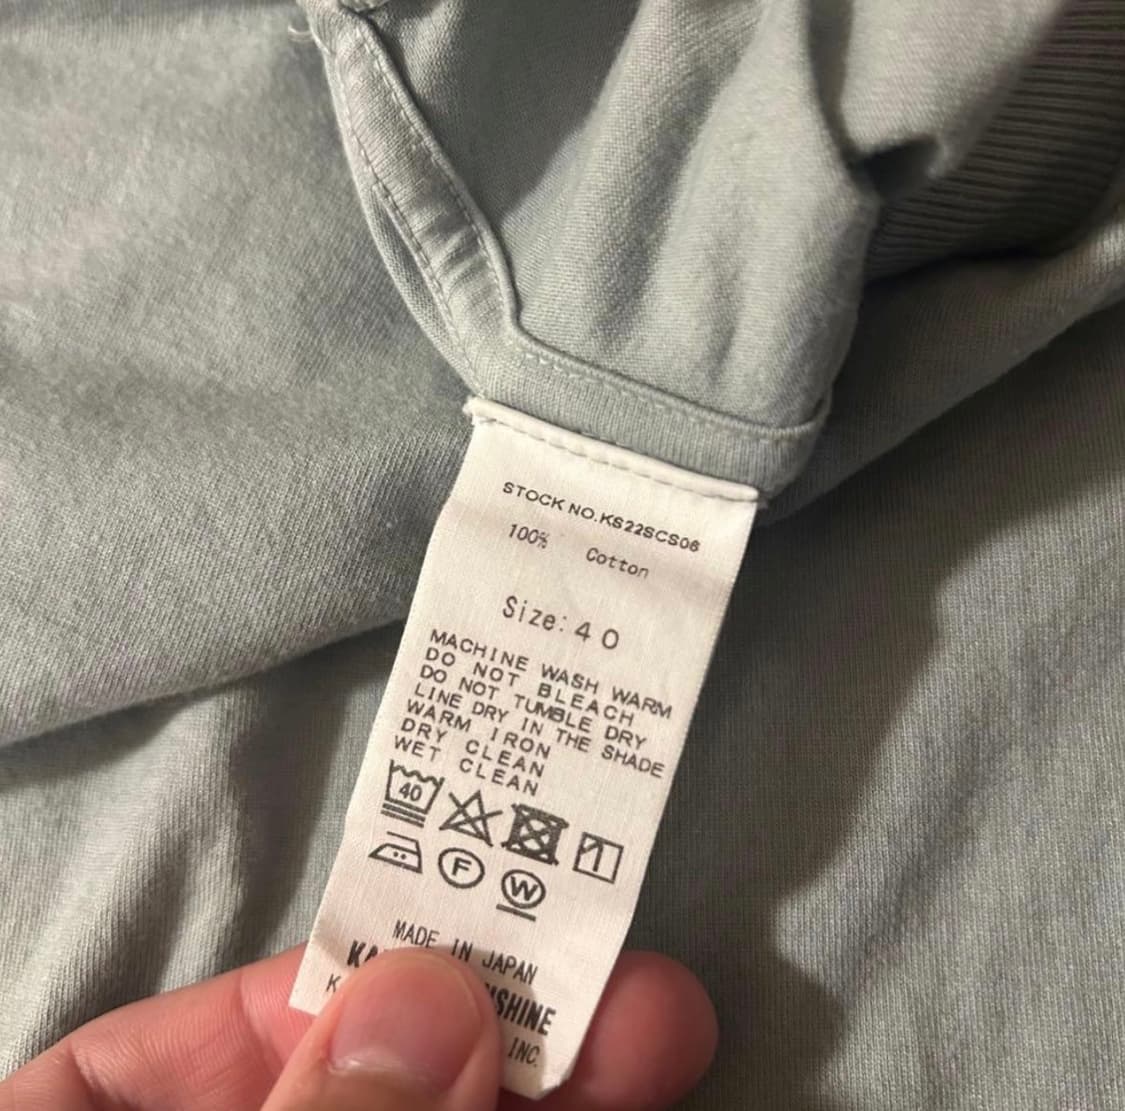 STOCK NO.KS22SCS06
100% Cotton
Size:40
MACHINE WASH WARM
DO NOT BLEACH
DO NOT TUMBLE DRY
LINE DRY IN THE SHADE
WARM IRON
DRY CLEAN
WET CLEAN
40
F
W
MADE IN JAPAN
INC.